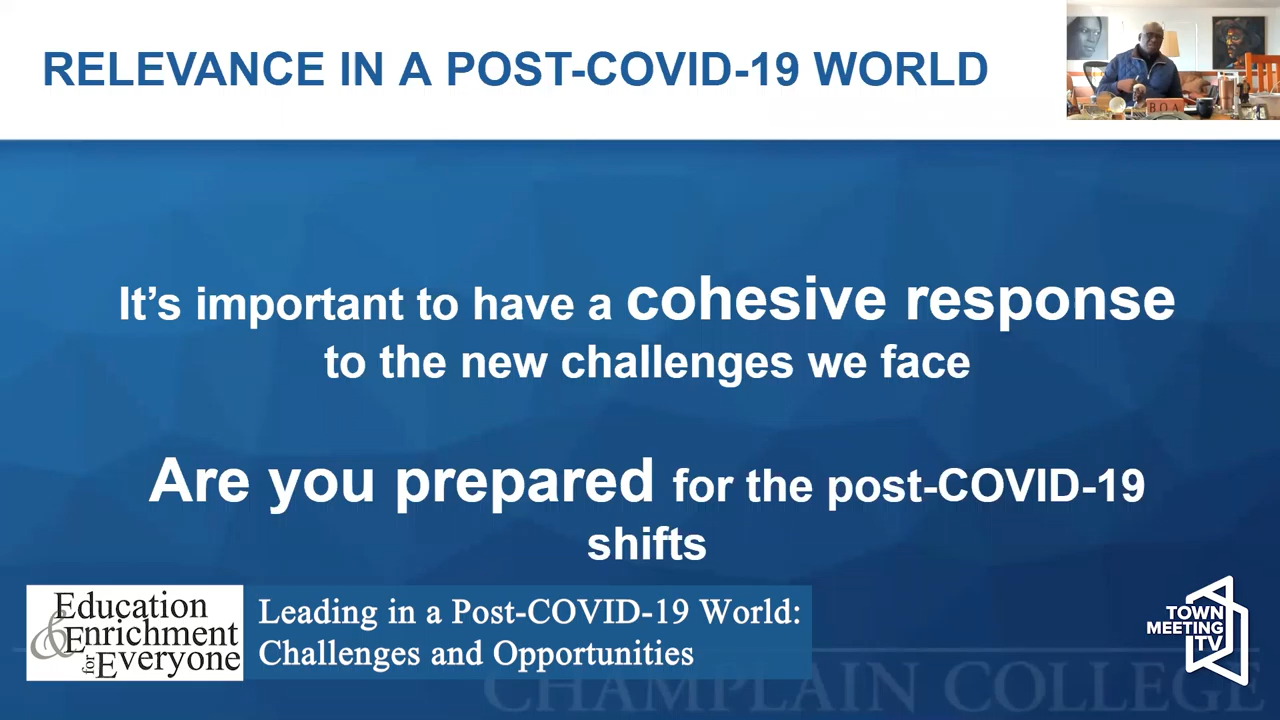 RELEVANCE IN A POST-COVID-19 WORLD
B.O.A
It’s important to have a cohesive response
to the new challenges we face
Are you prepared for the post-COVID-19
shifts
Education
& Enrichment
for Everyone
Leading in a Post-COVID-19 World:
Challenges and Opportunities
TOWN
MEETING
TV
CHAMPLAIN COLLEGE